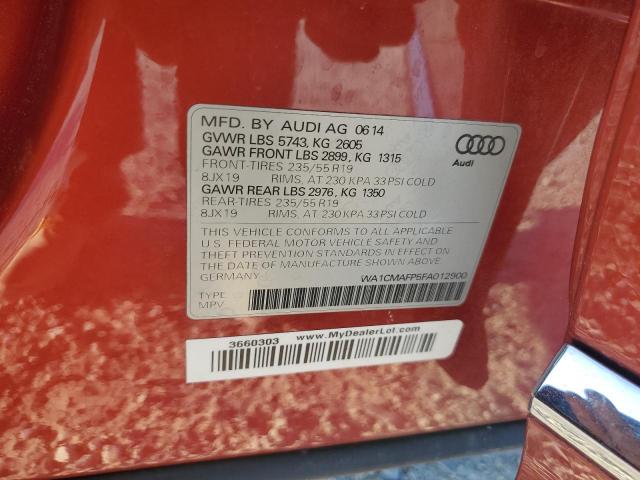 MFD. BY AUDI AG 06 14
GVWR LBS 5743, KG 2605
GAWR FRONT LBS 2899, KG 1315
FRONT-TIRES 235/55 R19
8JX19 RIMS, AT 230 KPA 33 PSI COLD
GAWR REAR LBS 2976, KG 1350
REAR-TIRES 235/55 R19
8JX19 RIMS, AT 230 KPA 33 PSI COLD
Audi
THIS VEHICLE CONFORMS TO ALL APPLICABLE
U.S. FEDERAL MOTOR VEHICLE SAFETY, BUMPER AND
THEFT PREVENTION STANDARDS IN EFFECT ON
THE DATE OF MANUFACTURE SHOWN ABOVE.
GERMANY
WA1CMAFP5FA012900
TYPE
MPV
3660303
www.MyDealerLot.com